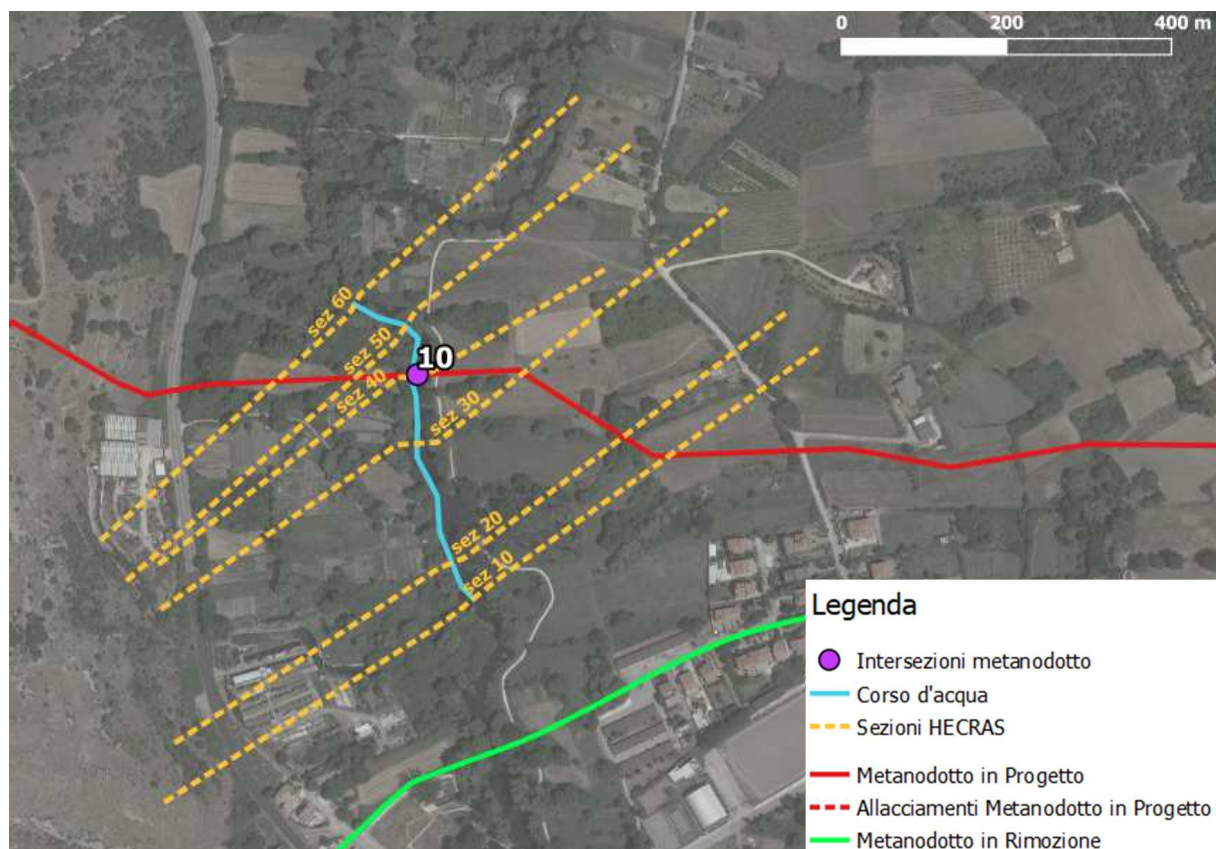 0 200 400 m
sez 60
sez 50
10
sez 40
sez 30
sez 20
sez 10
Legenda
Intersezioni metanodotto
Corso d'acqua
Sezioni HECRAS
Metanodotto in Progetto
Allacciamenti Metanodotto in Progetto
Metanodotto in Rimozione